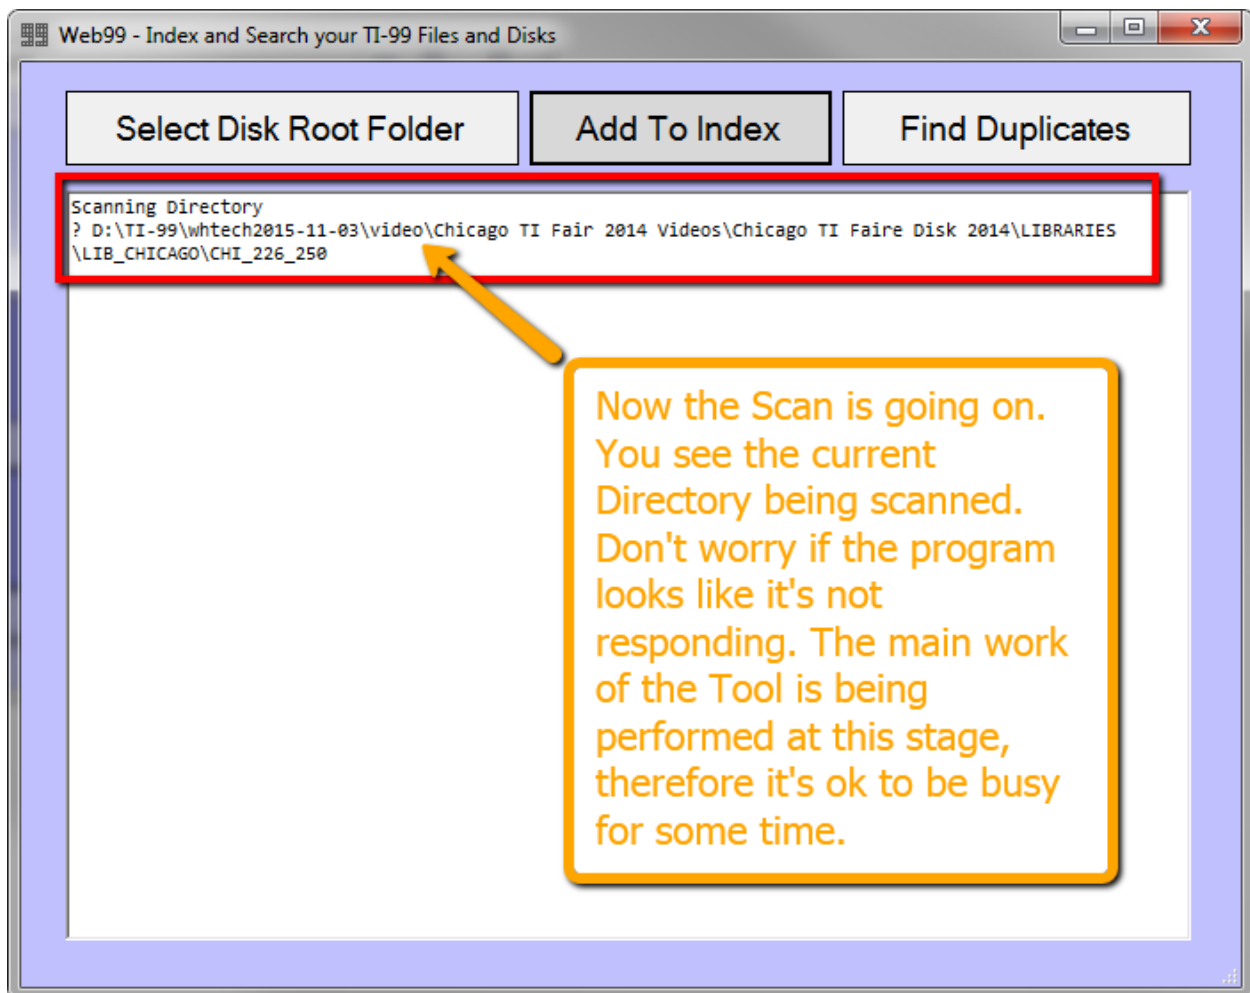 Web99 - Index and Search your TI-99 Files and Disks
Select Disk Root Folder
Add To Index
Find Duplicates
Scanning Directory
? D:\TI-99\whtech2015-11-03\video\Chicago TI Fair 2014 Videos\Chicago TI Faire Disk 2014\LIBRARIES
\LIB_CHICAGO\CHI_226_250
Now the Scan is going on.
You see the current
Directory being scanned.
Don't worry if the program
looks like it's not
responding. The main work
of the Tool is being
performed at this stage,
therefore it's ok to be busy
for some time.